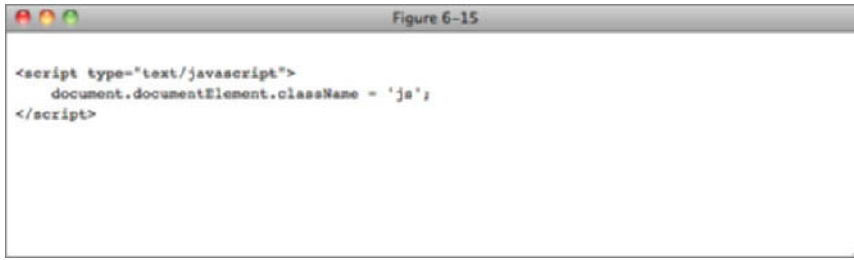 Figure 6-15
<script type="text/javascript">
    document.documentElement.className = 'js';
</script>